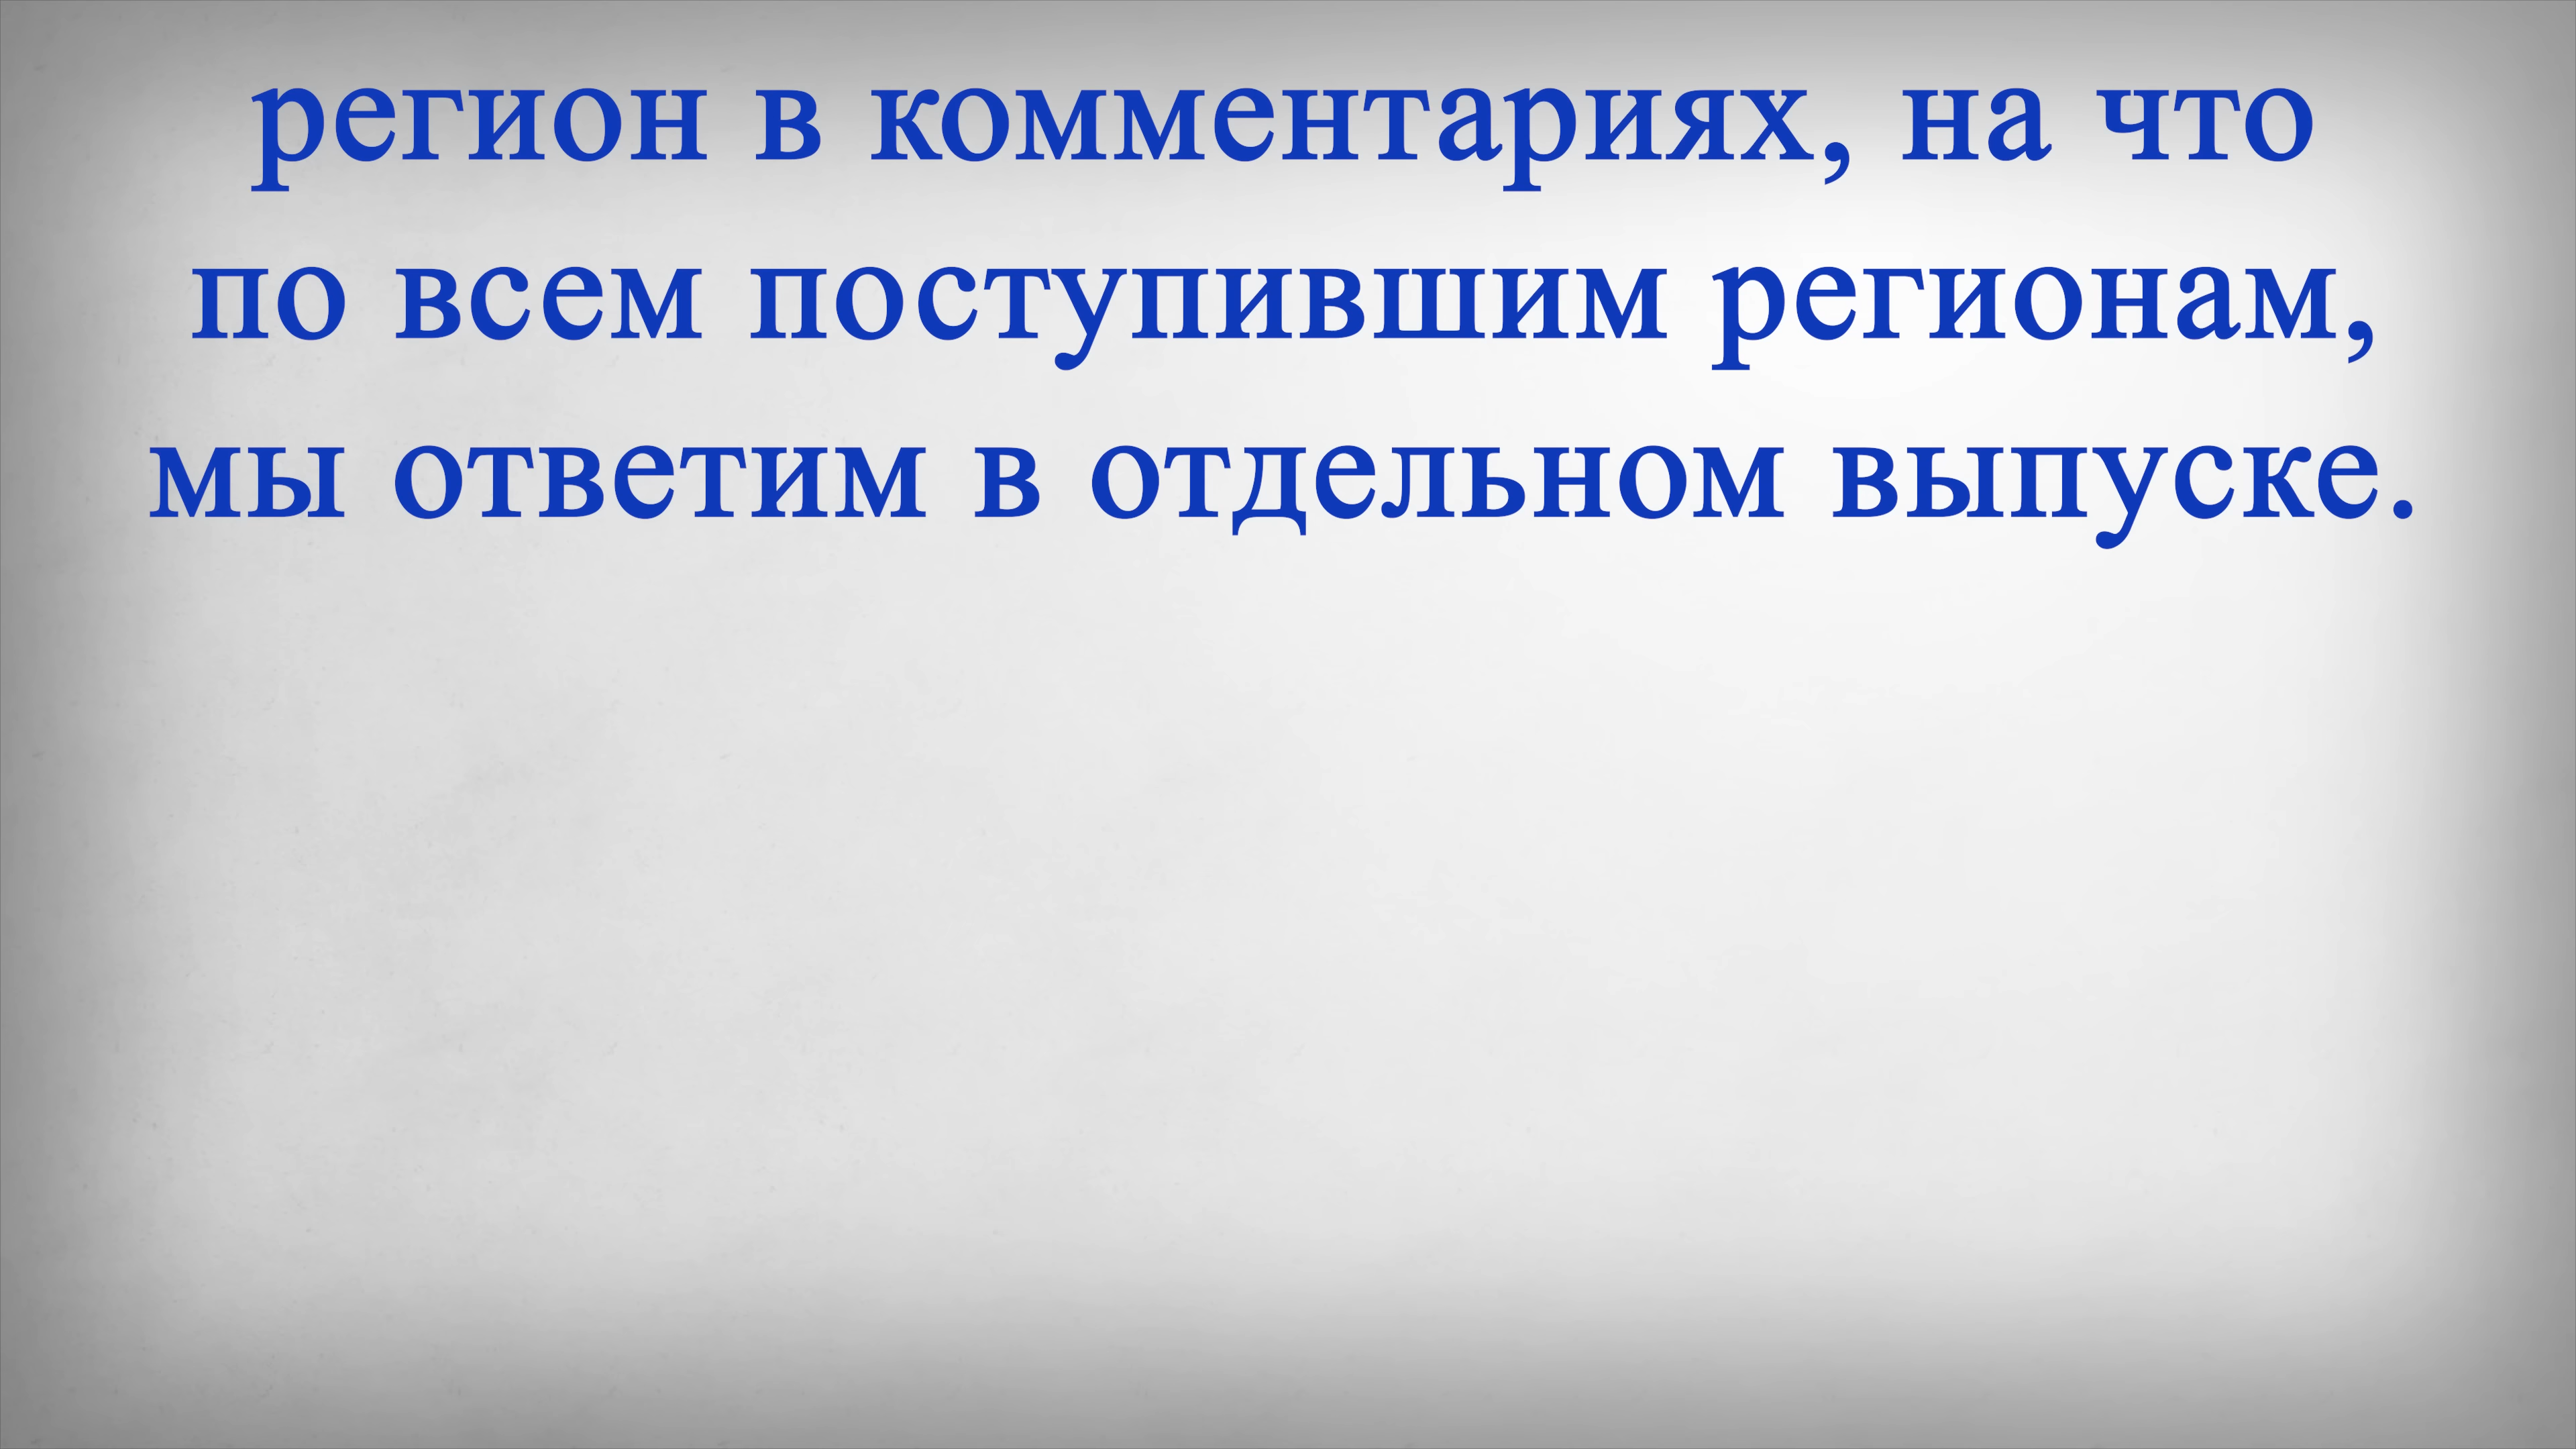 регион в комментариях, на что
по всем поступившим регионам,
мы ответим в отдельном выпуске.